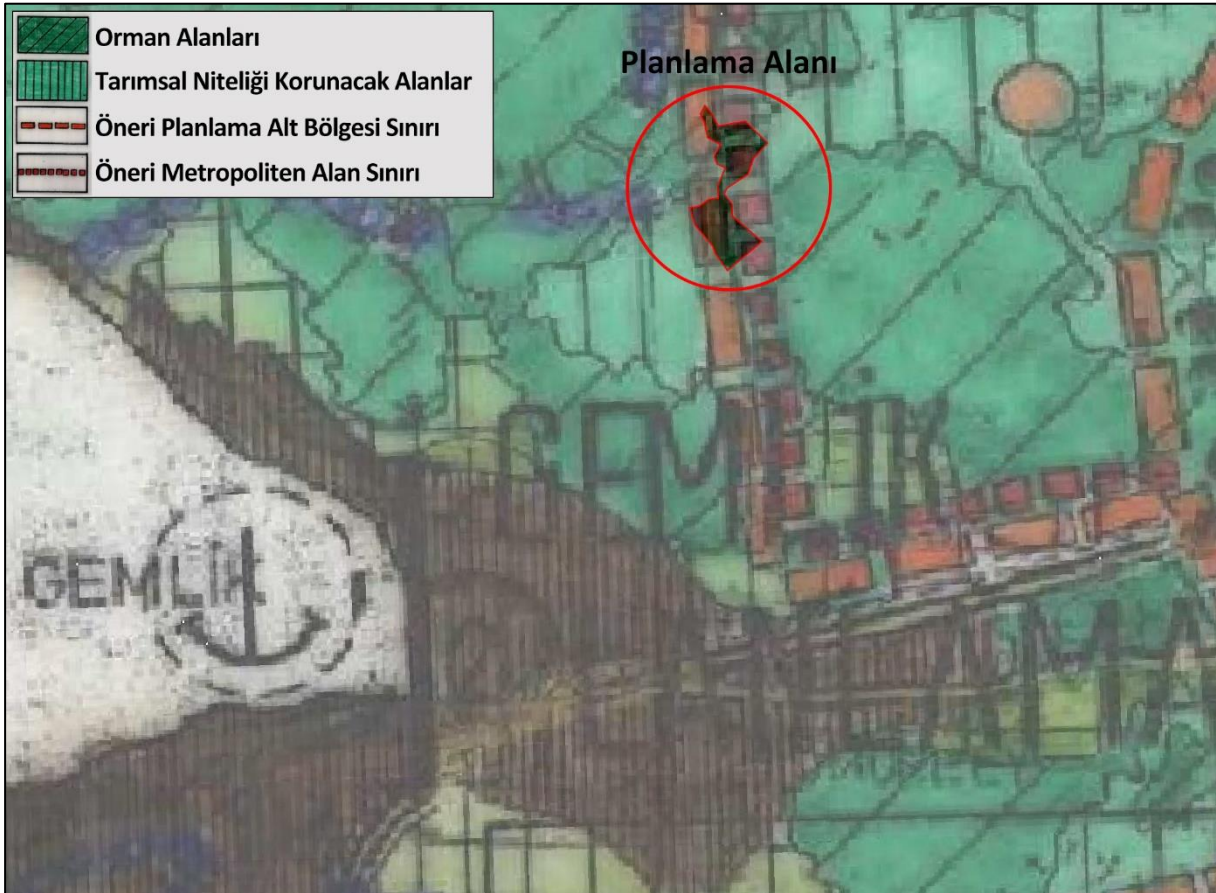 Orman Alanları
Tarımsal Niteliği Korunacak Alanlar
Öneri Planlama Alt Bölgesi Sınırı
Öneri Metropoliten Alan Sınırı
Planlama Alanı
GEMLİK